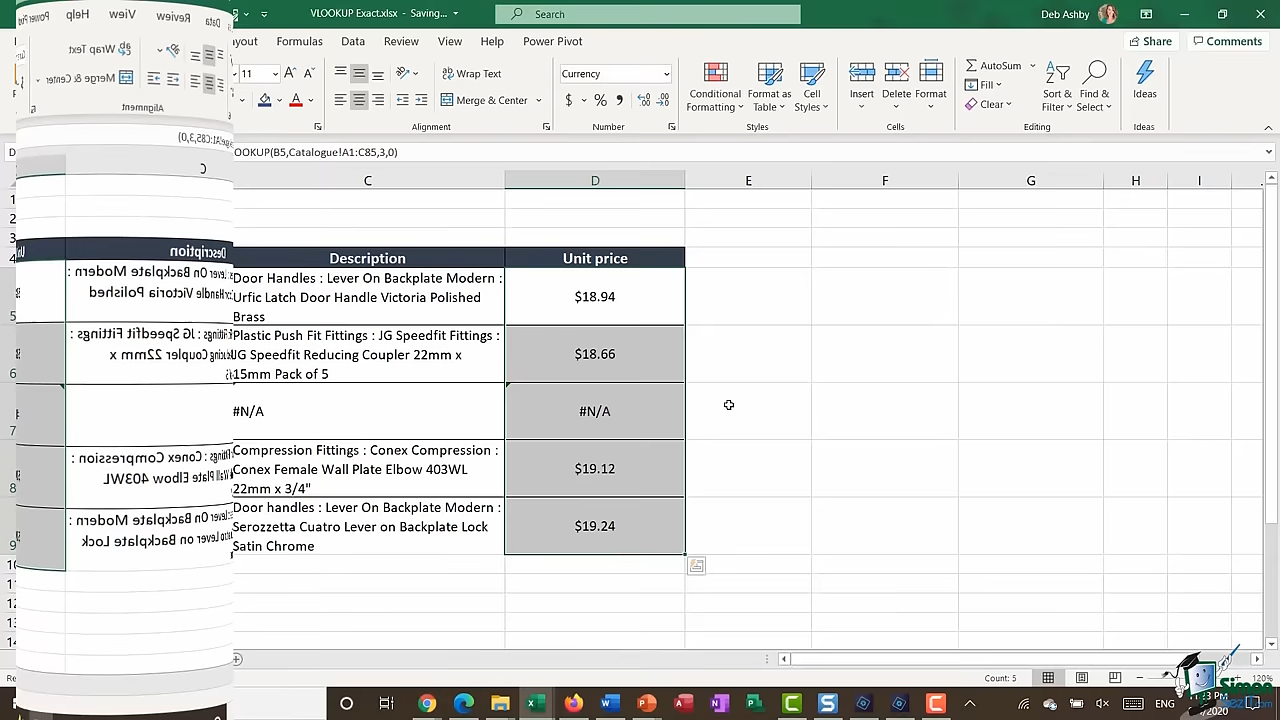 VLOOKUP Exact.xlsx - Saving...
Search
Deb Ashby
Formulas Data Review View Help Power Pivot
Share Comments
11
Wrap Text
Merge & Center
Alignment
Currency
Number
Conditional Formatting
Format as Table
Cell Styles
Styles
Insert Delete Format
Cells
AutoSum
Fill
Clear
Sort & Filter
Find & Select
Editing
Ideas
Ideas
OOKUP(B5,Catalogue!A1:C85,3,0)
C D E F G H I
Description Unit price
Door Handles : Lever On Backplate Modern :
Urfic Latch Door Handle Victoria Polished
Brass
$18.94
Plastic Push Fit Fittings : JG Speedfit Fittings :
JG Speedfit Reducing Coupler 22mm x
15mm Pack of 5
$18.66
#N/A #N/A
Compression Fittings : Conex Compression :
Conex Female Wall Plate Elbow 403WL
22mm x 3/4"
$19.12
Door handles : Lever On Backplate Modern :
Serozzetta Cuatro Lever on Backplate Lock
Satin Chrome
$19.24
Count: 5
120%